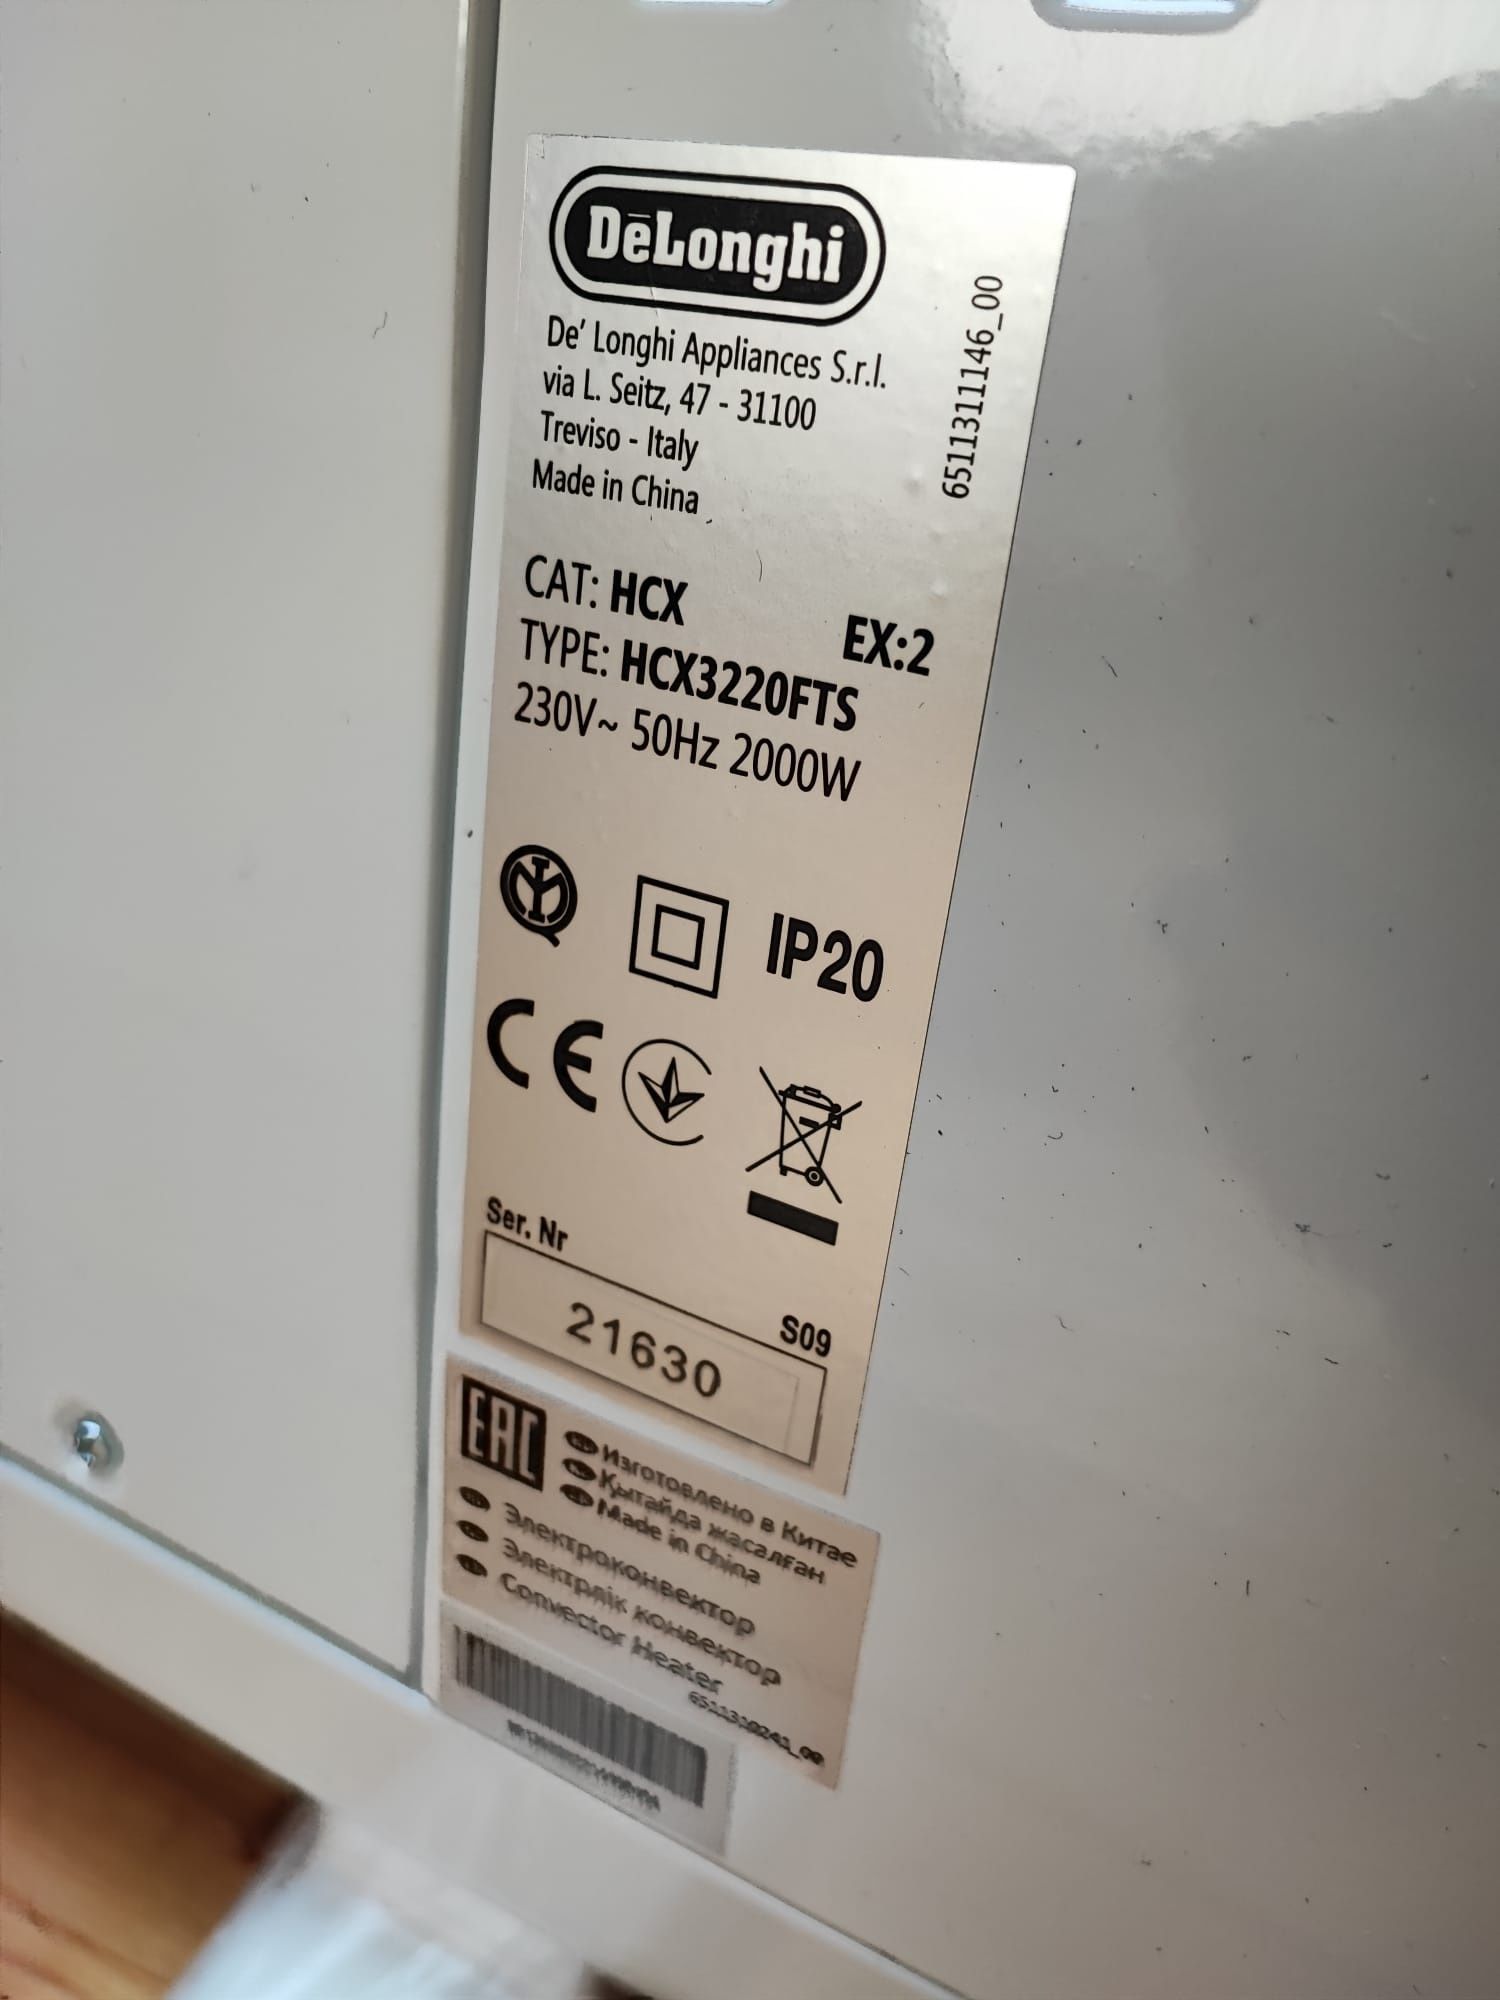 DēLonghi
De' Longhi Appliances S.r.l.
via L. Seitz, 47 - 31100
Treviso - Italy
Made in China
6511311146_00
CAT: HCX
EX:2
TYPE: HCX3220FTS
230V~ 50Hz 2000W
IP20
CE
Ser. Nr
S09
21630
EAC
Изготовлено в Китае
Қытайда жасалған
Made in China
Электроконвектор
Электрлік конвектор
Convector Heater